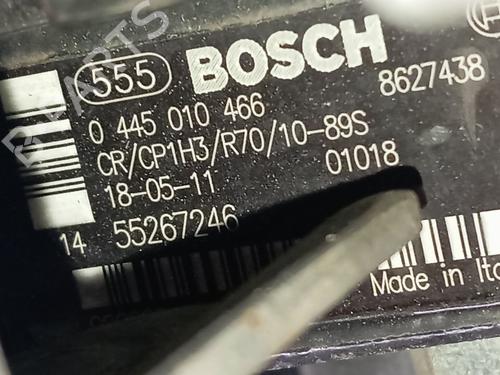 555 BOSCH
8627438
0 445 010 466
CR/CP1H3/R70/10-89S
18-05-11 01018
14 55267246
Made in